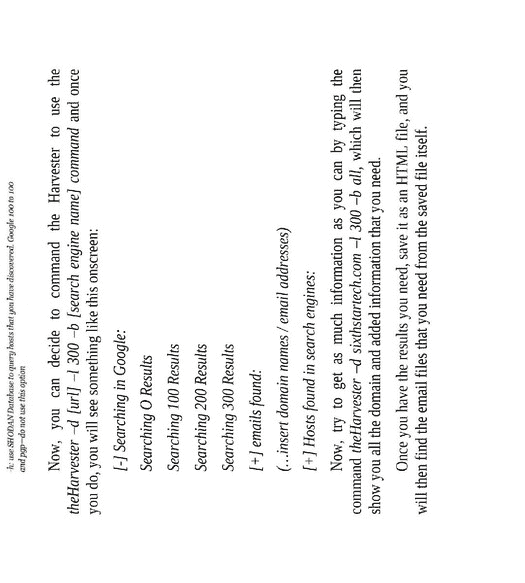 -h: use SHODAN Database to query hosts that you have discovered. Google 100 to 100
and pgp—do not use this option
Now, you can decide to command the Harvester to use the
theHarvester –d [url] –l 300 –b [search engine name] command and once
you do, you will see something like this onscreen:
[-] Searching in Google:
Searching O Results
Searching 100 Results
Searching 200 Results
Searching 300 Results
[+] emails found:
(…insert domain names / email addresses)
[+] Hosts found in search engines:
Now, try to get as much information as you can by typing the
command theHarvester –d sixthstartech.com –l 300 –b all, which will then
show you all the domain and added information that you need.
Once you have the results you need, save it as an HTML file, and you
will then find the email files that you need from the saved file itself.